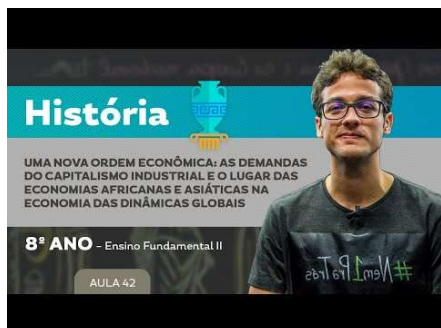 História
UMA NOVA ORDEM ECONÔMICA: AS DEMANDAS
DO CAPITALISMO INDUSTRIAL E O LUGAR DAS
ECONOMIAS AFRICANAS E ASIÁTICAS NA
ECONOMIA DAS DINÂMICAS GLOBAIS
8º ANO - Ensino Fundamental II
AULA 42
#Nem1PraTrás